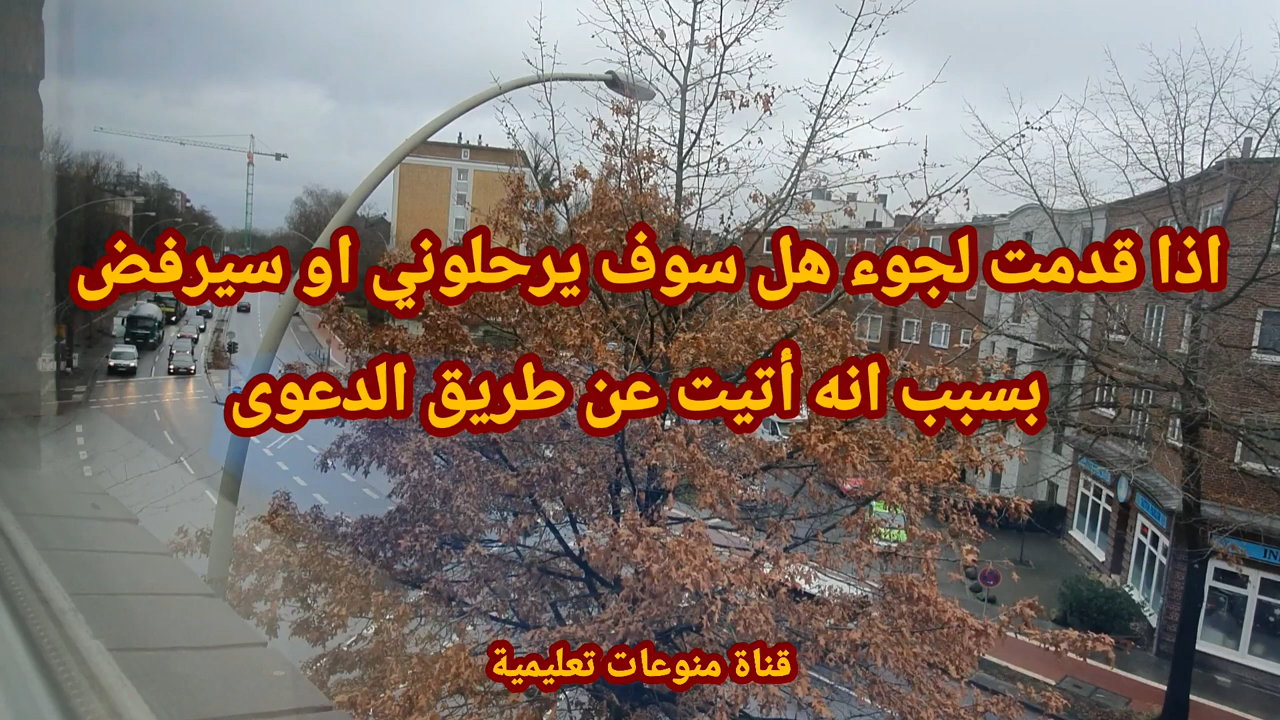 اذا قدمت لجوء هل سوف يرحلوني او سيرفض
بسبب انه أتيت عن طريق الدعوى
قناة منوعات تعليمية